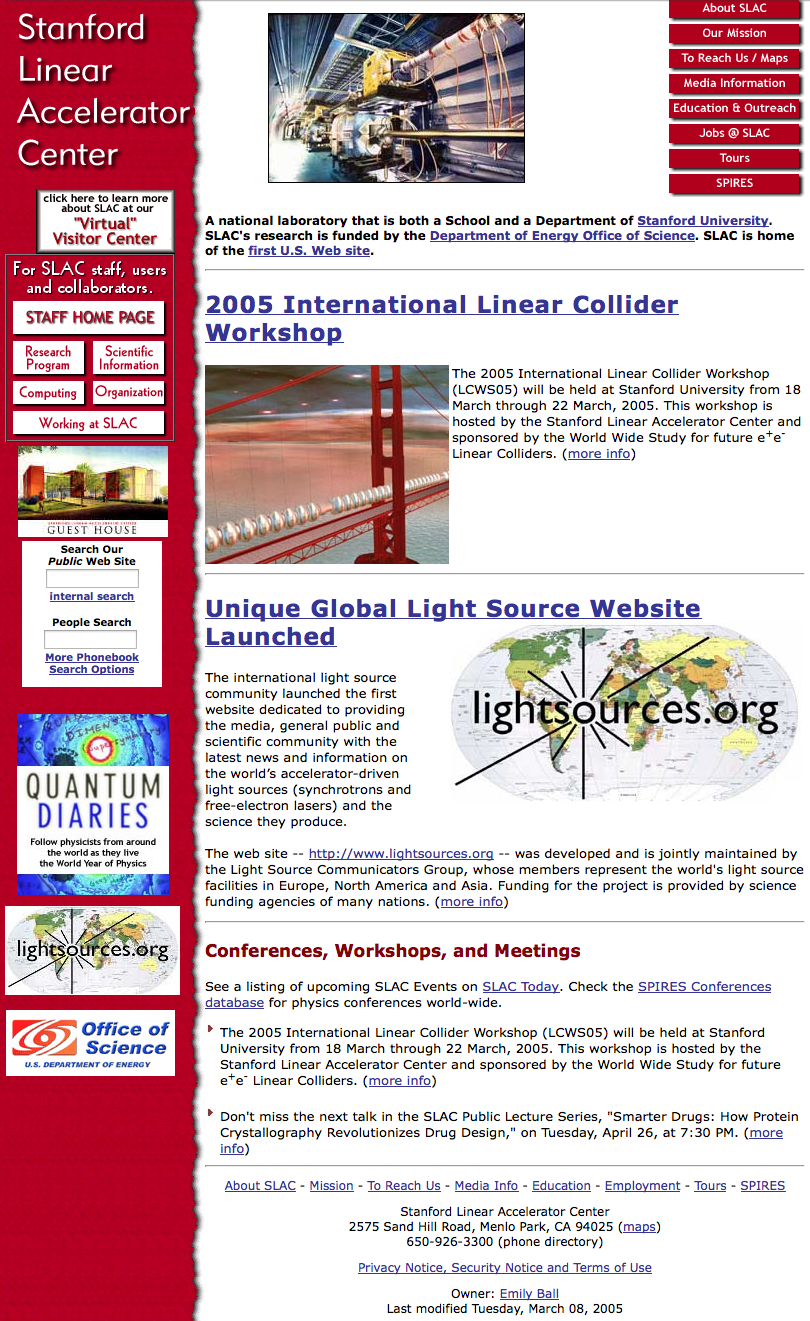 Stanford
Linear
Accelerator
Center
click here to learn more
about SLAC at our
"Virtual"
Visitor Center
For SLAC staff, users
and collaborators.
STAFF HOME PAGE
Research
Program
Scientific
Information
Computing
Organization
Working at SLAC
GUEST HOUSE
Search Our
Public Web Site
internal search
People Search
More Phonebook
Search Options
QUANTUM
DIARIES
Follow physicists from around
the world as they live
the World Year of Physics
lightsources.org
Office of
Science
U.S. DEPARTMENT OF ENERGY
About SLAC
Our Mission
To Reach Us / Maps
Media Information
Education & Outreach
Jobs @ SLAC
Tours
SPIRES
A national laboratory that is both a School and a Department of Stanford University.
SLAC's research is funded by the Department of Energy Office of Science. SLAC is home
of the first U.S. Web site.
2005 International Linear Collider
Workshop
The 2005 International Linear Collider Workshop
(LCWS05) will be held at Stanford University from 18
March through 22 March, 2005. This workshop is
hosted by the Stanford Linear Accelerator Center and
sponsored by the World Wide Study for future e+e-
Linear Colliders. (more info)
Unique Global Light Source Website
Launched
lightsources.org
The international light source
community launched the first
website dedicated to providing
the media, general public and
scientific community with the
latest news and information on
the world’s accelerator-driven
light sources (synchrotrons and
free-electron lasers) and the
science they produce.
The web site -- http://www.lightsources.org -- was developed and is jointly maintained by
the Light Source Communicators Group, whose members represent the world's light source
facilities in Europe, North America and Asia. Funding for the project is provided by science
funding agencies of many nations. (more info)
Conferences, Workshops, and Meetings
See a listing of upcoming SLAC Events on SLAC Today. Check the SPIRES Conferences
database for physics conferences world-wide.
The 2005 International Linear Collider Workshop (LCWS05) will be held at Stanford
University from 18 March through 22 March, 2005. This workshop is hosted by the
Stanford Linear Accelerator Center and sponsored by the World Wide Study for future
e+e- Linear Colliders. (more info)
Don't miss the next talk in the SLAC Public Lecture Series, "Smarter Drugs: How Protein
Crystallography Revolutionizes Drug Design," on Tuesday, April 26, at 7:30 PM. (more
info)
About SLAC - Mission - To Reach Us - Media Info - Education - Employment - Tours - SPIRES
Stanford Linear Accelerator Center
2575 Sand Hill Road, Menlo Park, CA 94025 (maps)
650-926-3300 (phone directory)
Privacy Notice, Security Notice and Terms of Use
Owner: Emily Ball
Last modified Tuesday, March 08, 2005